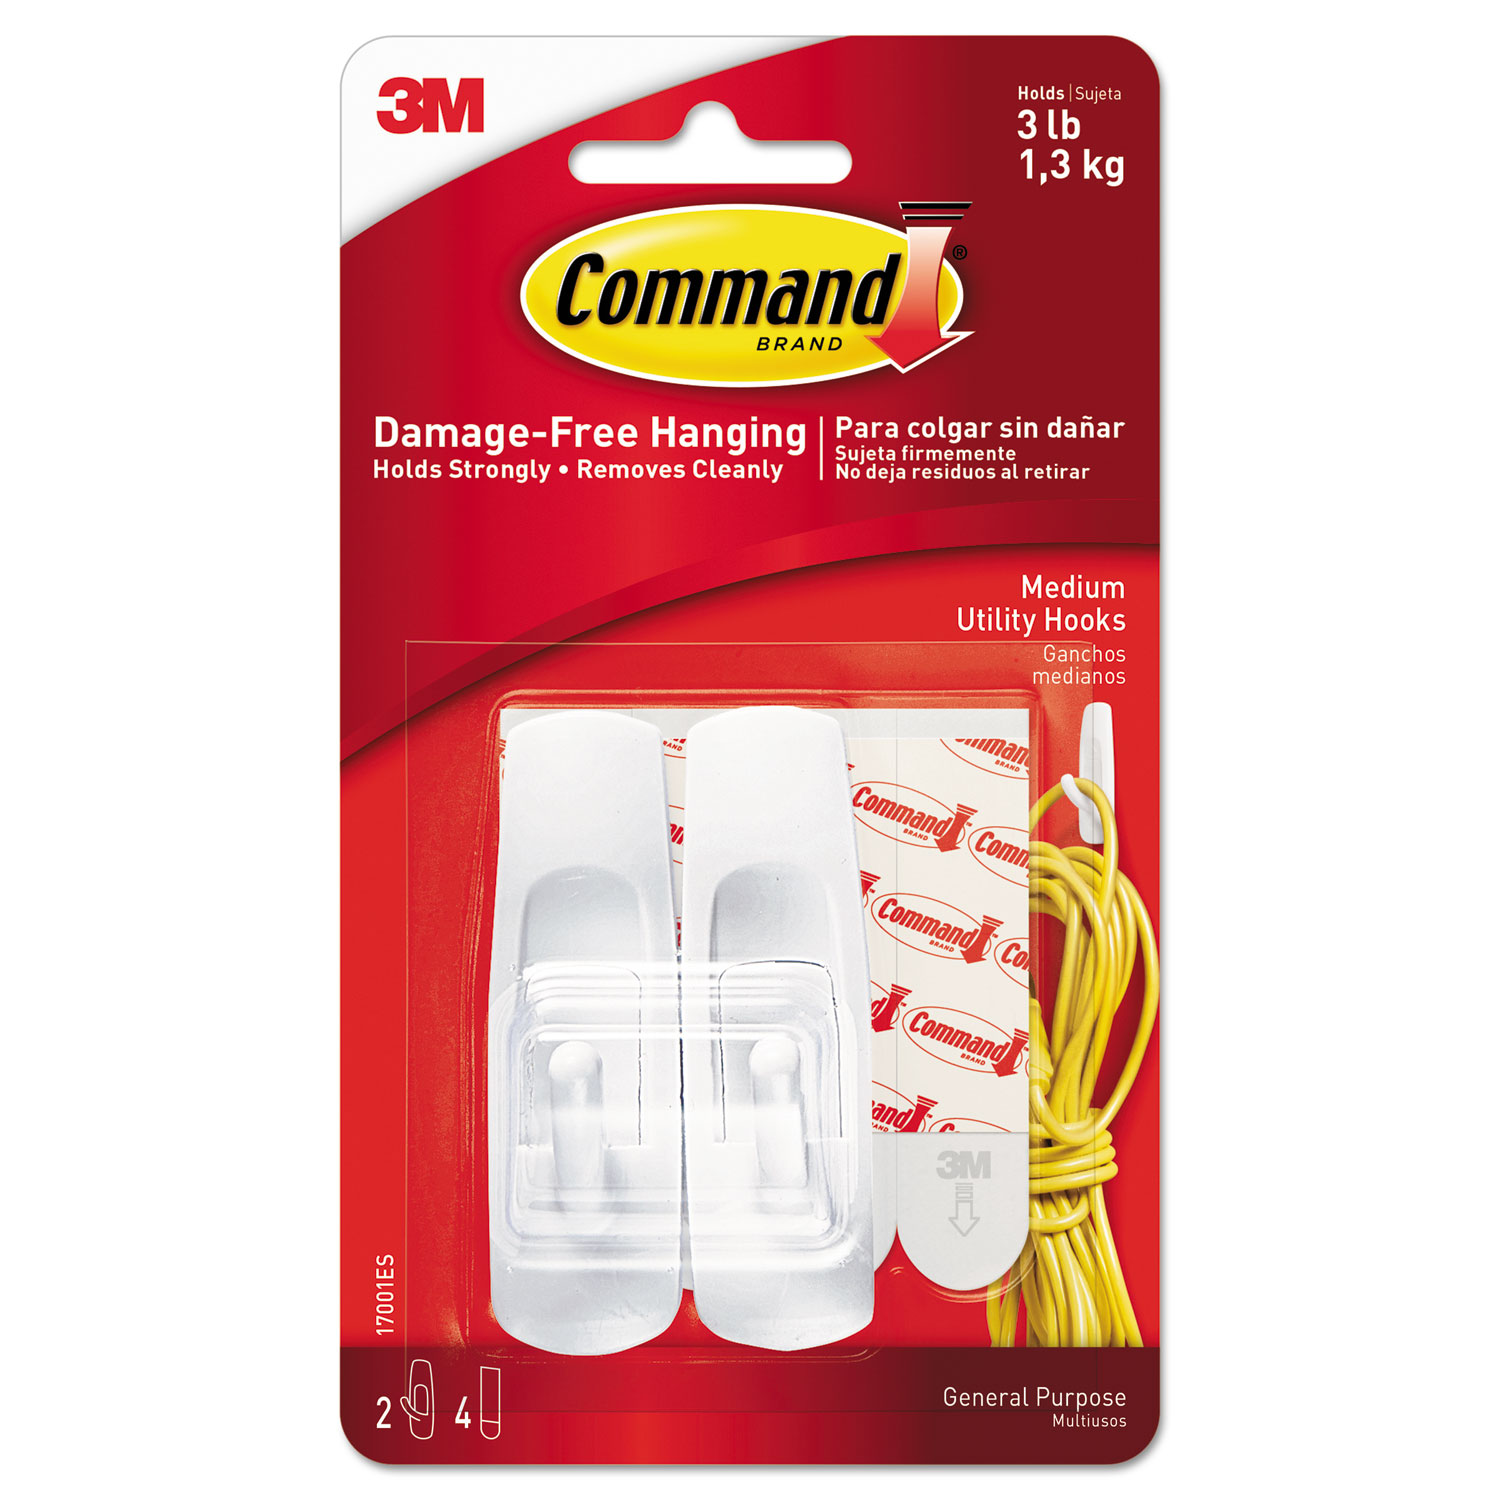 3M
Holds | Sujeta
3 lb
1,3 kg
Command®
BRAND
Damage-Free Hanging
Holds Strongly • Removes Cleanly
Para colgar sin dañar
Sujeta firmemente
No deja residuos al retirar
Medium
Utility Hooks
Ganchos
medianos
Command™
BRAND
Command™
BRAND
Command
BRAND
3M
17001ES
2
4
General Purpose
Multiusos